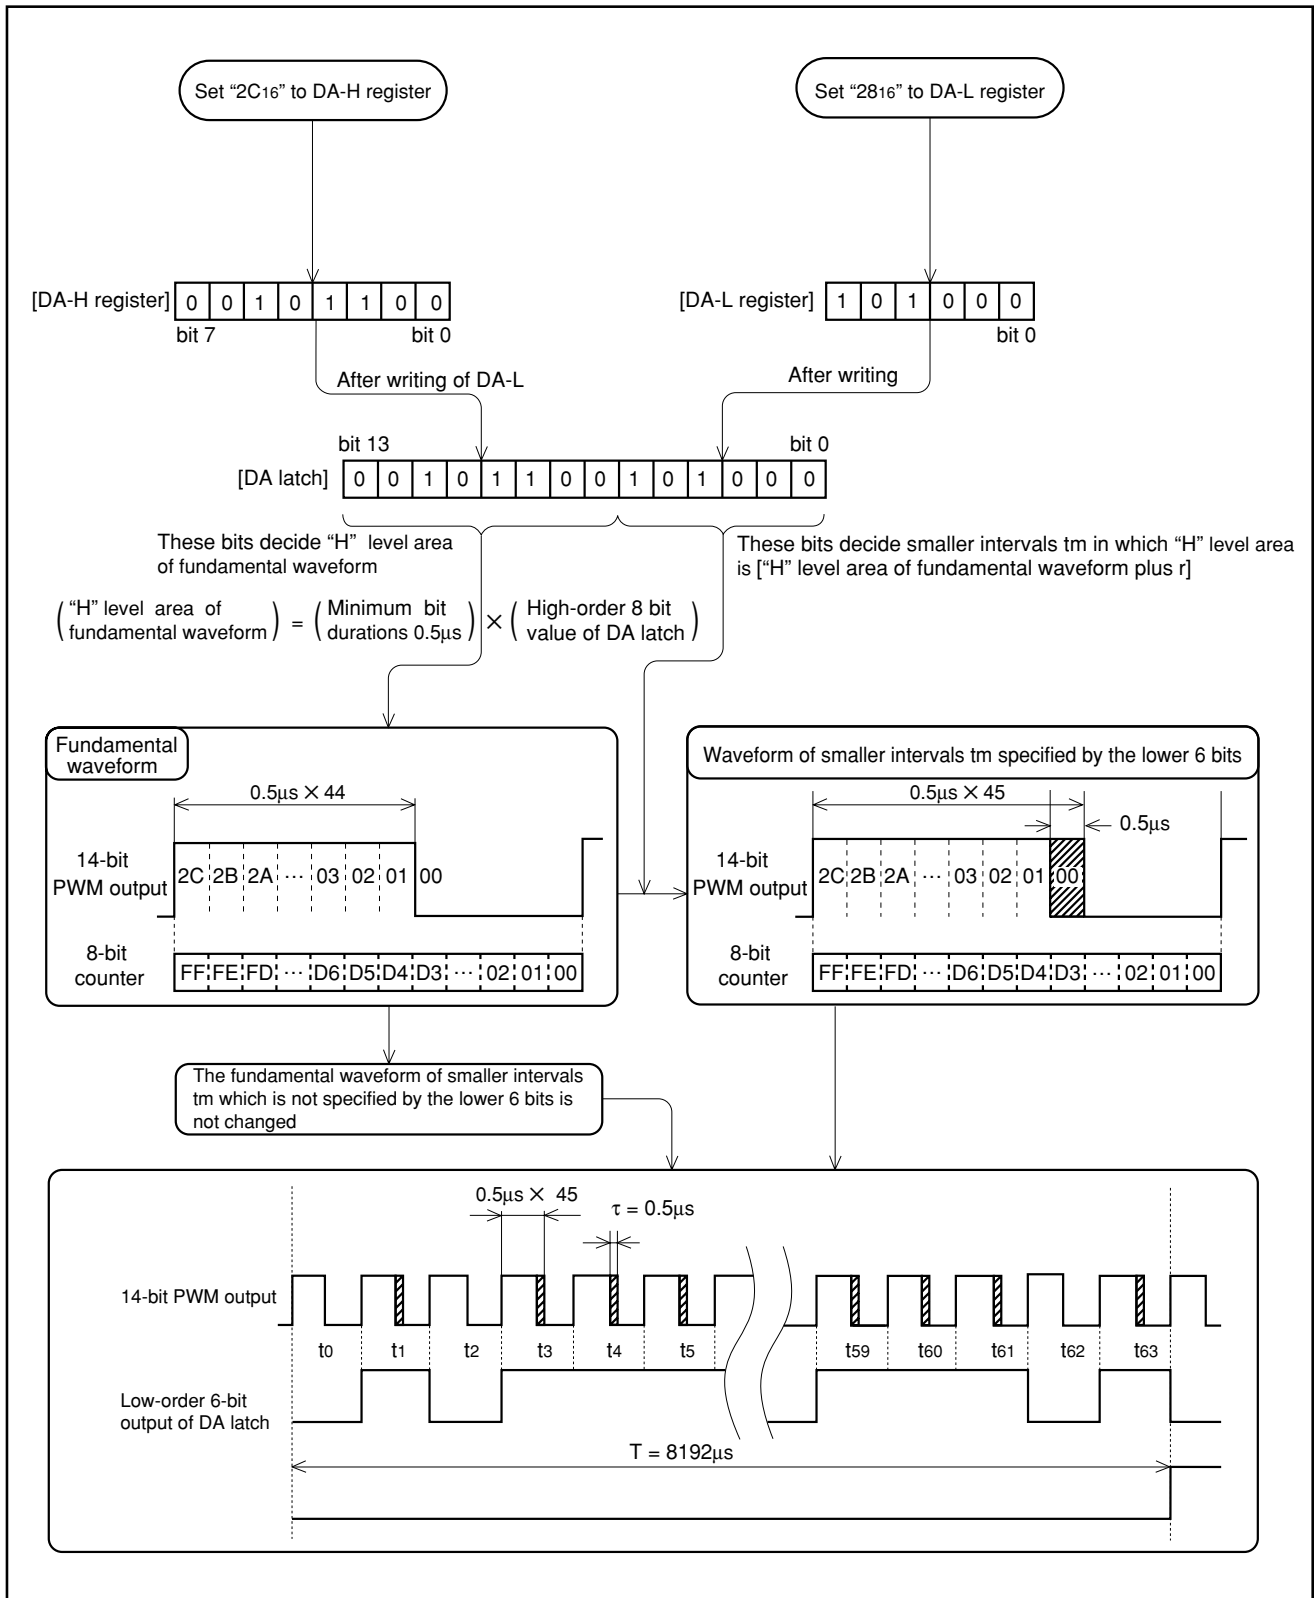 Set “2C16” to DA-H register
Set “2816” to DA-L register
[DA-H register] 0 0 1 0 1 1 0 0
bit 7 bit 0
[DA-L register] 1 0 1 0 0 0
bit 0
After writing of DA-L
After writing
bit 13 bit 0
[DA latch] 0 0 1 0 1 1 0 0 1 0 1 0 0 0
These bits decide “H” level area
of fundamental waveform
These bits decide smaller intervals tm in which “H” level area
is [“H” level area of fundamental waveform plus r]
( “H” level area of fundamental waveform ) = ( Minimum bit durations 0.5µs ) × ( High-order 8 bit value of DA latch )
Fundamental
waveform
0.5µs × 44
14-bit
PWM output
2C 2B 2A ··· 03 02 01 00
8-bit
counter
FF FE FD ··· D6 D5 D4 D3 ··· 02 01 00
Waveform of smaller intervals tm specified by the lower 6 bits
0.5µs × 45
0.5µs
14-bit
PWM output
2C 2B 2A ··· 03 02 01 00
8-bit
counter
FF FE FD ··· D6 D5 D4 D3 ··· 02 01 00
The fundamental waveform of smaller intervals
tm which is not specified by the lower 6 bits is
not changed
0.5µs × 45
τ = 0.5µs
14-bit PWM output
t0 t1 t2 t3 t4 t5 t59 t60 t61 t62 t63
Low-order 6-bit
output of DA latch
T = 8192µs